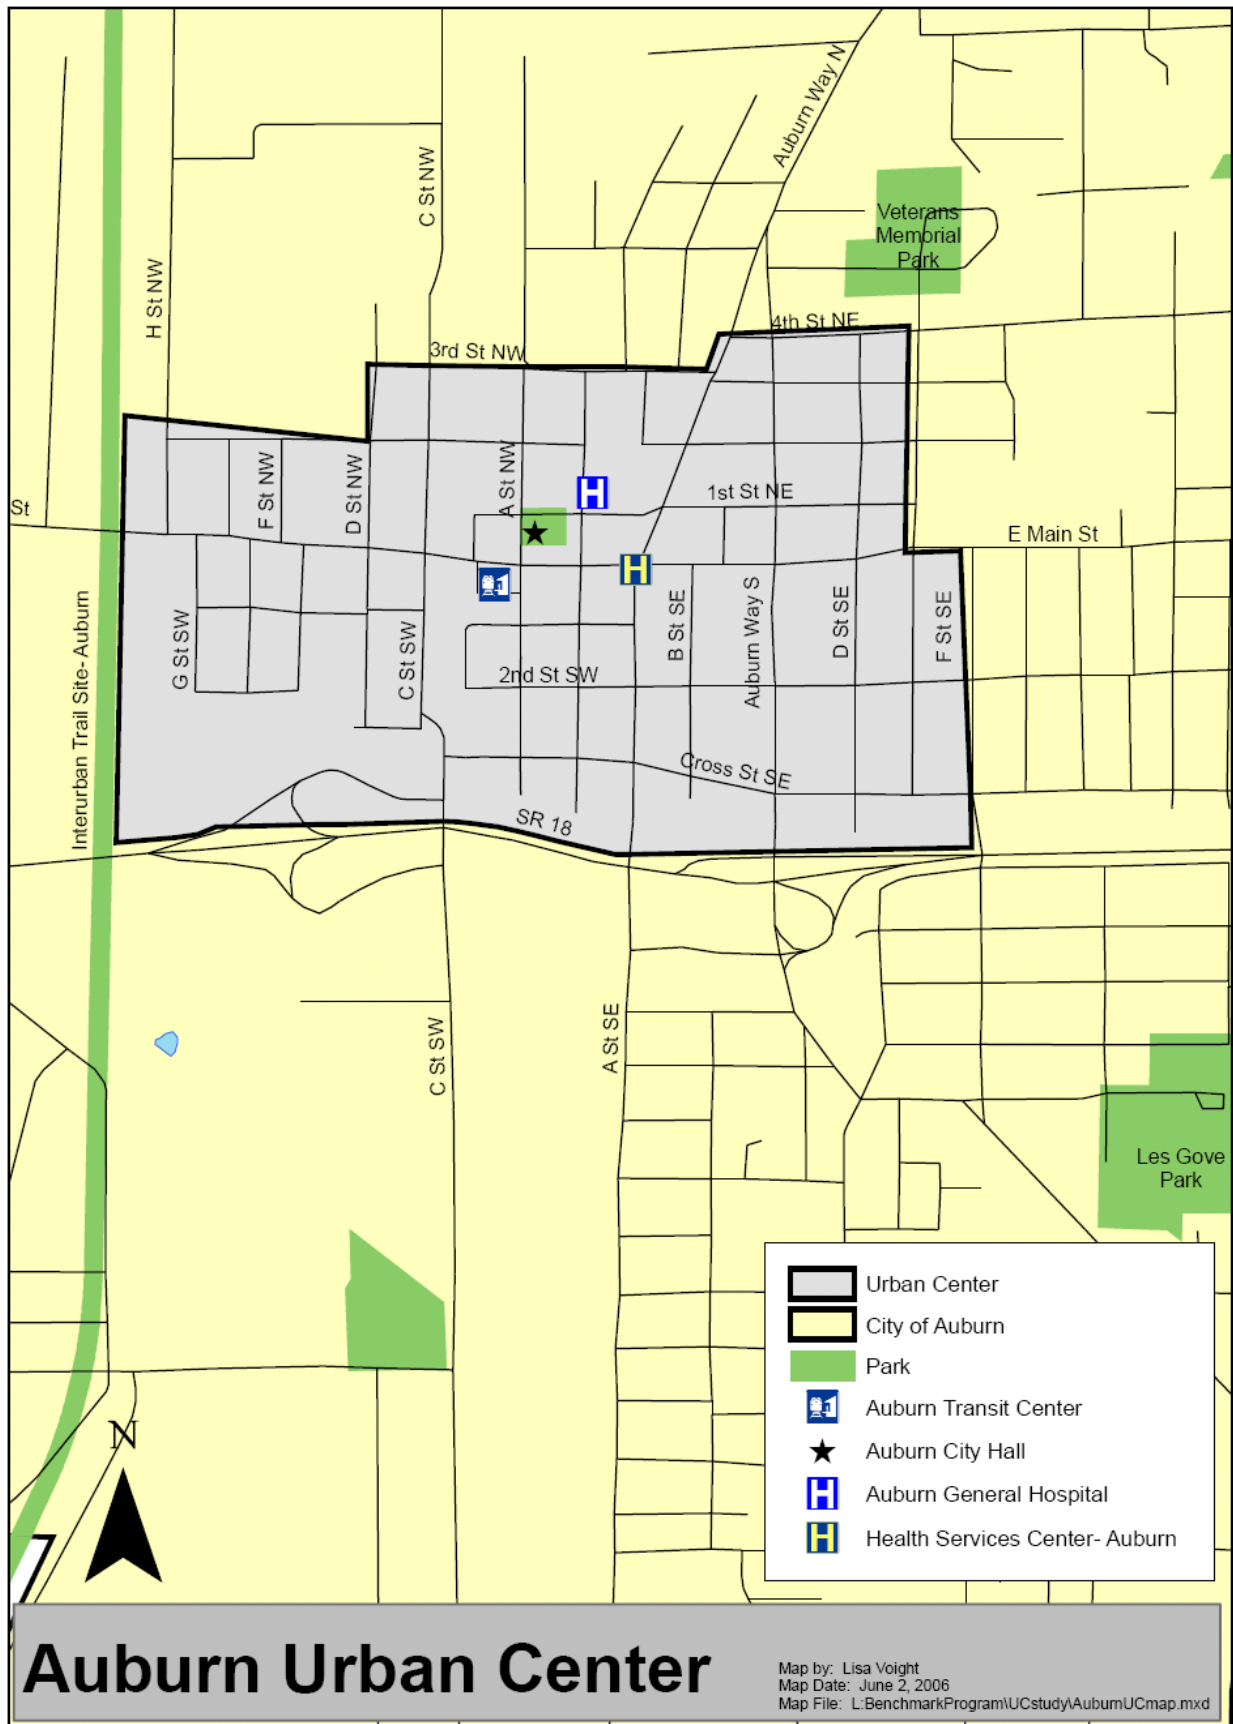 Auburn Way N
C St NW
Veterans
Memorial
Park
H St NW
4th St NE
3rd St NW
A St NW
F St NW
D St NW
1st St NE
St
E Main St
Interurban Trail Site- Auburn
G St SW
C St SW
B St SE
Auburn Way S
D St SE
F St SE
2nd St SW
Cross St SE
SR 18
C St SW
A St SE
Les Gove
Park
Urban Center
City of Auburn
Park
Auburn Transit Center
Auburn City Hall
H Auburn General Hospital
H Health Services Center- Auburn
H
H
N
Auburn Urban Center
Map by: Lisa Voight
Map Date: June 2, 2006
Map File: L:BenchmarkProgram\UCstudy\AuburnUCmap.mxd